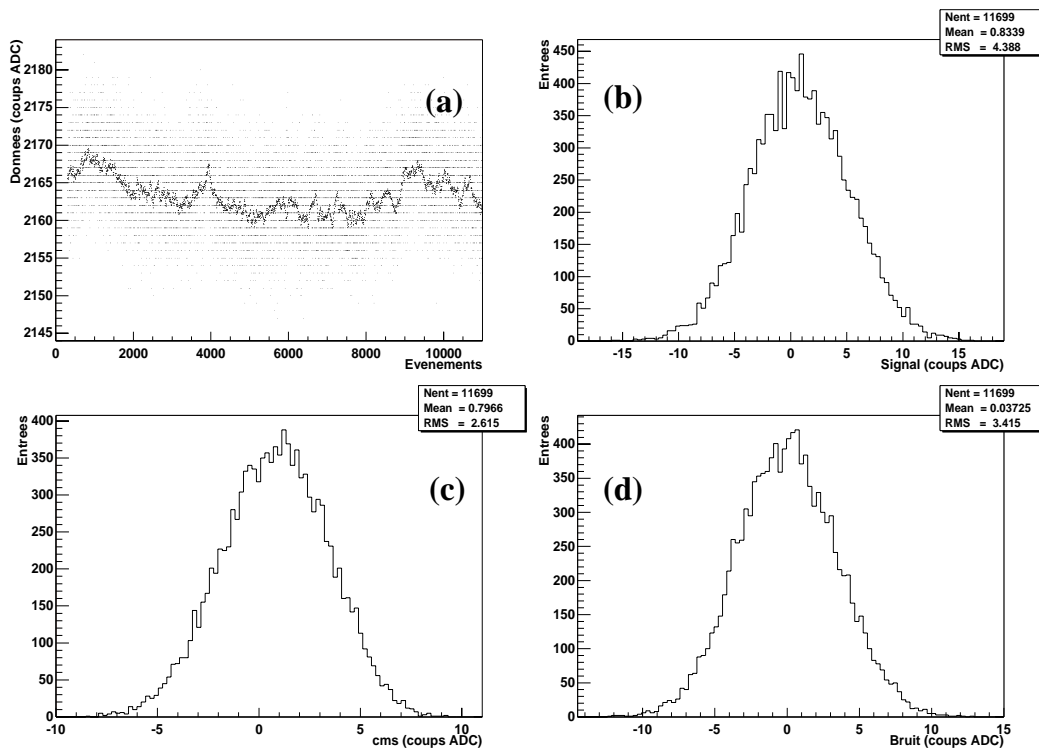 Donnees (coups ADC)
2180
2175
2170
2165
2160
2155
2150
2145
0 2000 4000 6000 8000 10000
Evenements
(a)
Nent = 11699
Mean = 0.8339
RMS = 4.388
Entrees
450
400
350
300
250
200
150
100
50
0
-15 -10 -5 0 5 10 15
Signal (coups ADC)
(b)
Nent = 11699
Mean = 0.7966
RMS = 2.615
Entrees
400
350
300
250
200
150
100
50
0
-10 -5 0 5 10
cms (coups ADC)
(c)
Nent = 11699
Mean = 0.03725
RMS = 3.415
Entrees
400
350
300
250
200
150
100
50
0
-10 -5 0 5 10 15
Bruit (coups ADC)
(d)